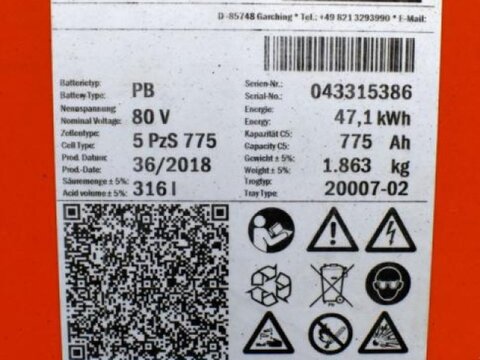 D-85748 Garching * Tel.: +49 821 3293990 * E-Mail:
Batterietyp:
Battery Type: PB
Serien-Nr.:
Serial-No.: 043315386
Nennspannung:
Nominal Voltage: 80 V
Energie:
Energy: 47,1 kWh
Zellentype:
Cell Type: 5 PzS 775
Kapazität C5:
Capacity C5: 775 Ah
Prod. Datum:
Prod.-Date: 36/2018
Gewicht ± 5%:
Weight ± 5%: 1.863 kg
Säuremenge ± 5%:
Acid volume ± 5%: 316 l
Trogtyp:
Tray Type: 20007-02
Pb